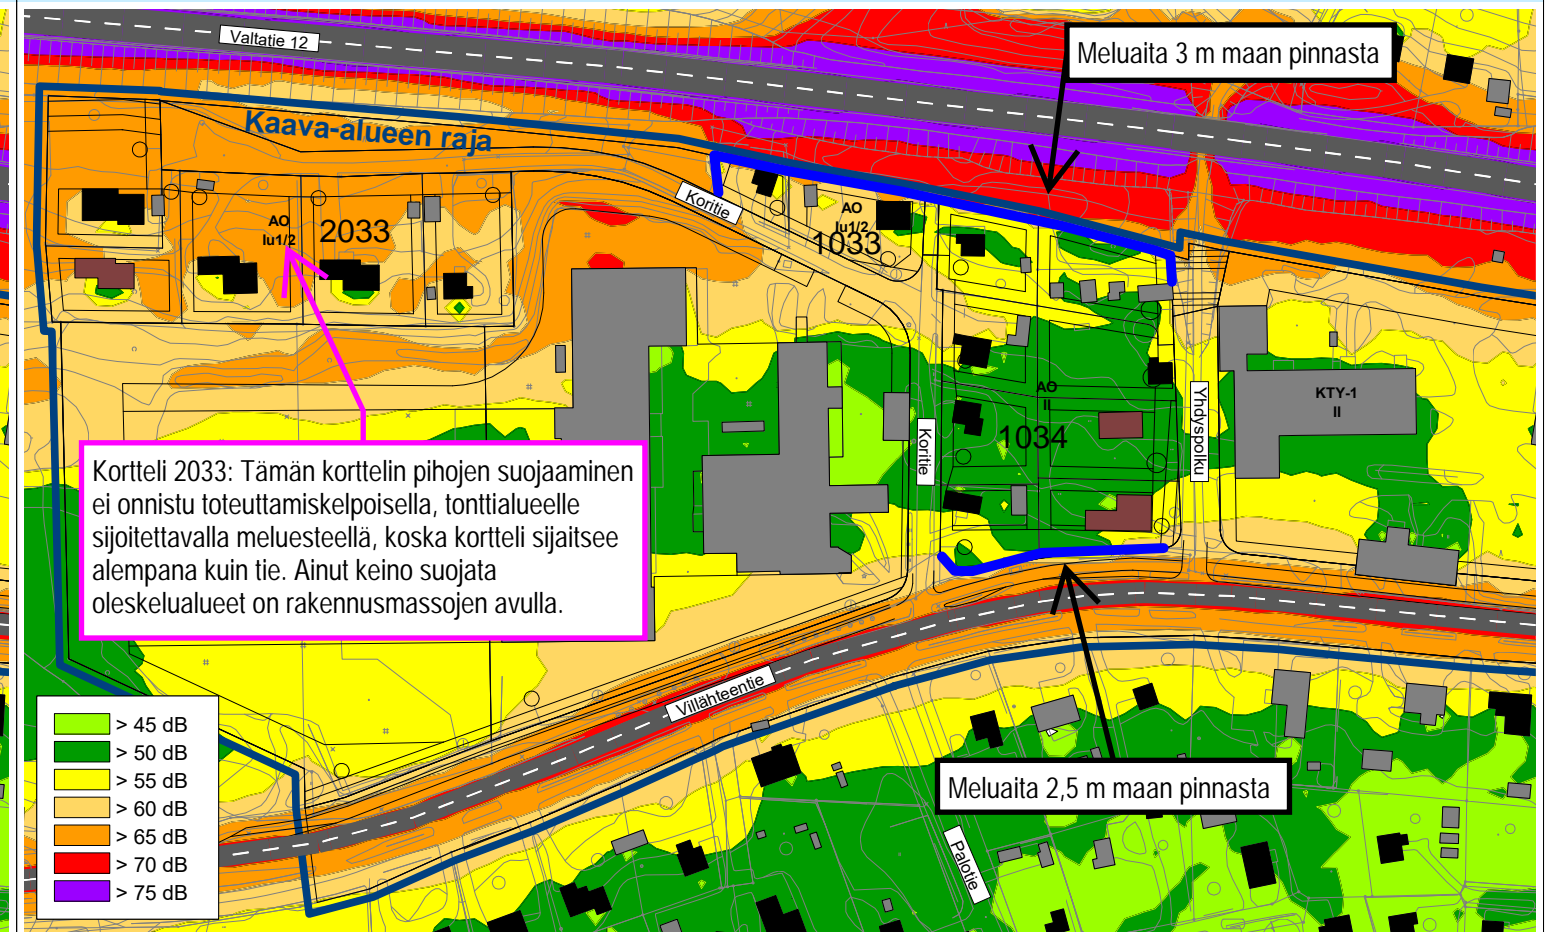 Valtatie 12
Meluaita 3 m maan pinnasta
Kaava-alueen raja
Koritie
AO
Iu1/2
2033
AO
Iu1/2
1033
AO
II
1034
Koritie
Yhdyspolku
KTY-1
II
Kortteli 2033: Tämän korttelin pihojen suojaaminen
ei onnistu toteuttamiskelpoisella, tonttialueelle
sijoitettavalla meluesteellä, koska kortteli sijaitsee
alempana kuin tie. Ainut keino suojata
oleskelualueet on rakennusmassojen avulla.
Villähteentie
Meluaita 2,5 m maan pinnasta
Palotie
> 45 dB
> 50 dB
> 55 dB
> 60 dB
> 65 dB
> 70 dB
> 75 dB